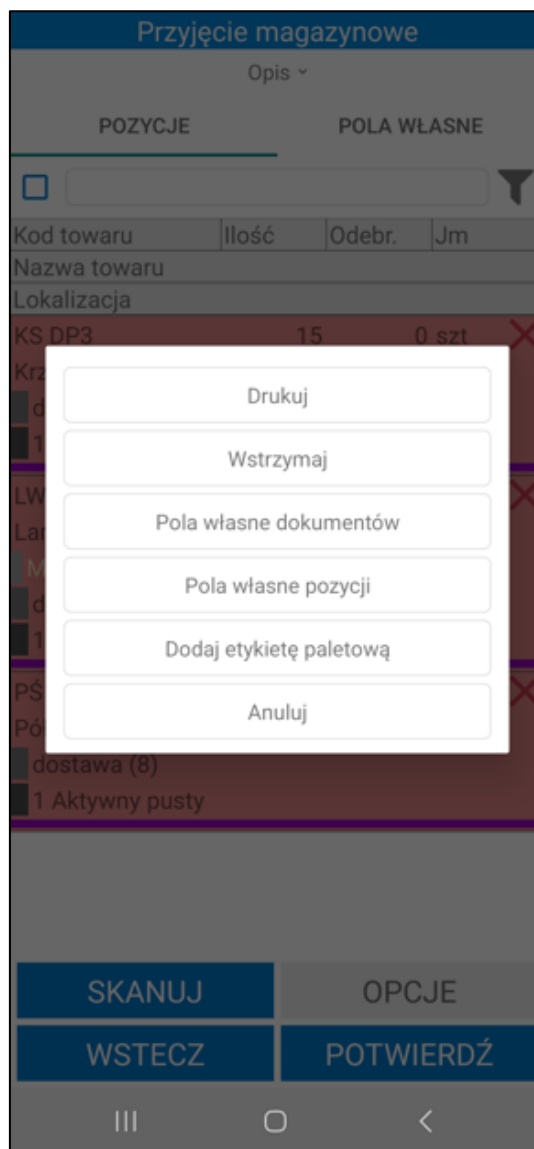 Przyjęcie magazynowe
Opis
POZYCJE POLA WŁASNE
Kod towaru Ilość Odebr. Jm
Nazwa towaru
Lokalizacja
KS DP3 15 0 szt
Drukuj
Wstrzymaj
Pola własne dokumentów
Pola własne pozycji
Dodaj etykietę paletową
Anuluj
dostawa (8)
1 Aktywny pusty
SKANUJ OPCJE
WSTECZ POTWIERDŹ